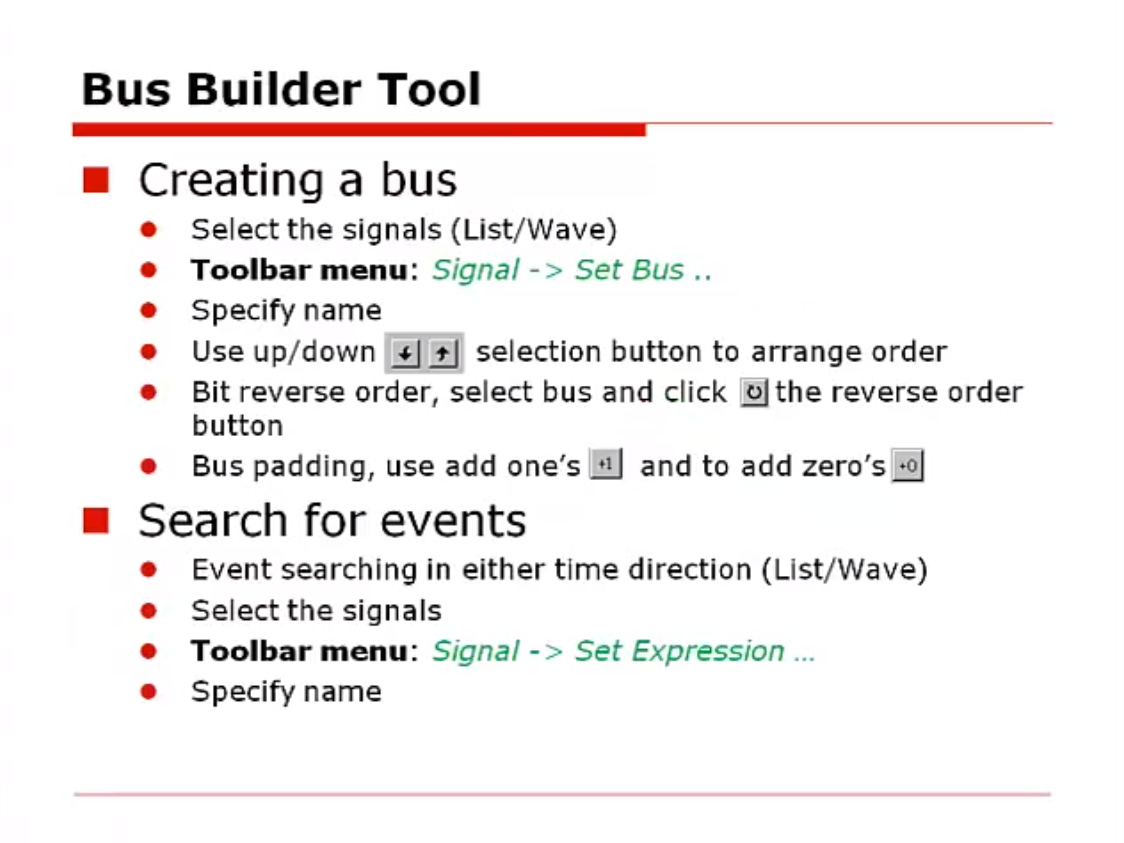 Bus Builder Tool
Creating a bus
Select the signals (List/Wave)
Toolbar menu: Signal -> Set Bus ..
Specify name
Use up/down selection button to arrange order
Bit reverse order, select bus and click the reverse order
button
Bus padding, use add one's +1 and to add zero's +0
Search for events
Event searching in either time direction (List/Wave)
Select the signals
Toolbar menu: Signal -> Set Expression ...
Specify name